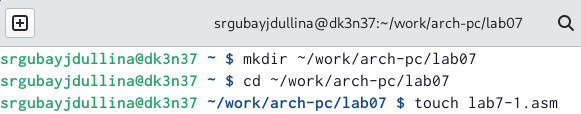 srgubayjdullina@dk3n37:~/work/arch-pc/lab07
srgubayjdullina@dk3n37 ~ $ mkdir ~/work/arch-pc/lab07
srgubayjdullina@dk3n37 ~ $ cd ~/work/arch-pc/lab07
srgubayjdullina@dk3n37 ~/work/arch-pc/lab07 $ touch lab7-1.asm